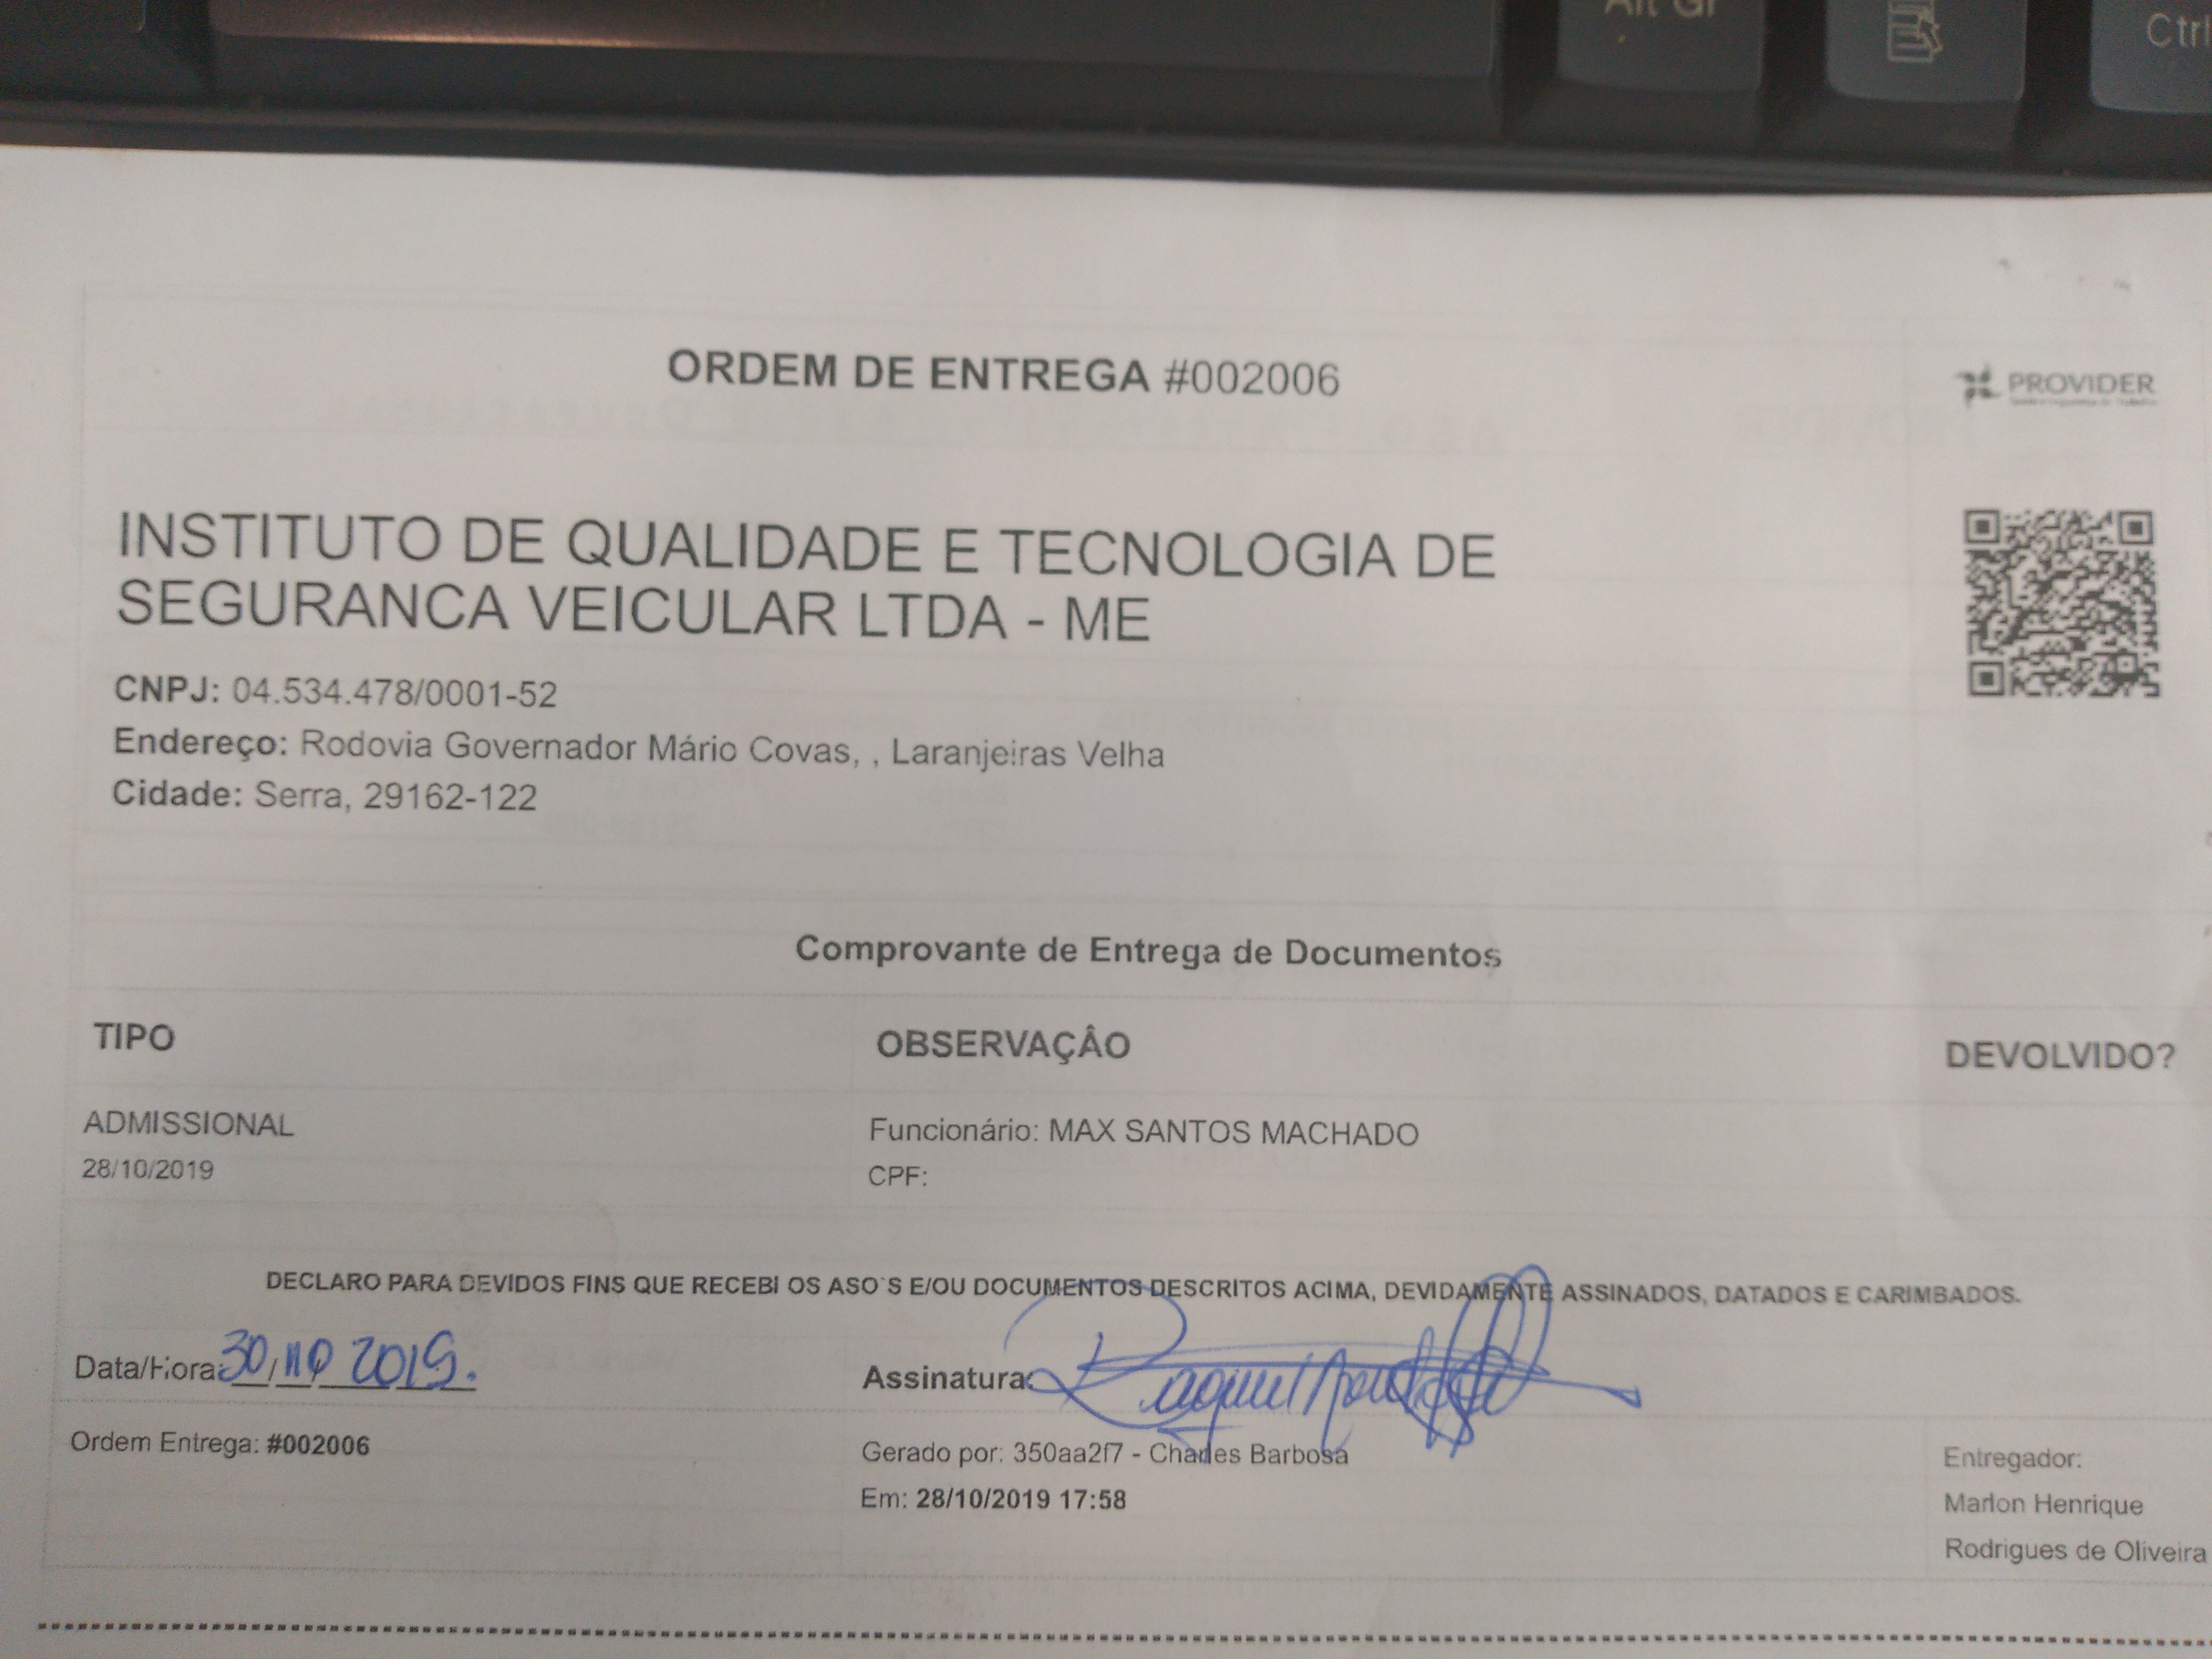 Alt Gr
Ctrl
ORDEM DE ENTREGA #002006
PROVIDER
INSTITUTO DE QUALIDADE E TECNOLOGIA DE
SEGURANCA VEICULAR LTDA - ME
CNPJ: 04.534.478/0001-52
Endereço: Rodovia Governador Mário Covas, , Laranjeiras Velha
Cidade: Serra, 29162-122
Comprovante de Entrega de Documentos
TIPO OBSERVAÇÂO DEVOLVIDO?
ADMISSIONAL Funcionário: MAX SANTOS MACHADO
28/10/2019 CPF:
DECLARO PARA DEVIDOS FINS QUE RECEBI OS ASO`S E/OU DOCUMENTOS DESCRITOS ACIMA, DEVIDAMENTE ASSINADOS, DATADOS E CARIMBADOS.
Data/Hora: 30/10/2019. Assinatura: Raquel
Ordem Entrega: #002006 Gerado por: 350aa2f7 - Charles Barbosa Entregador:
Em: 28/10/2019 17:58 Marlon Henrique
Rodrigues de Oliveira